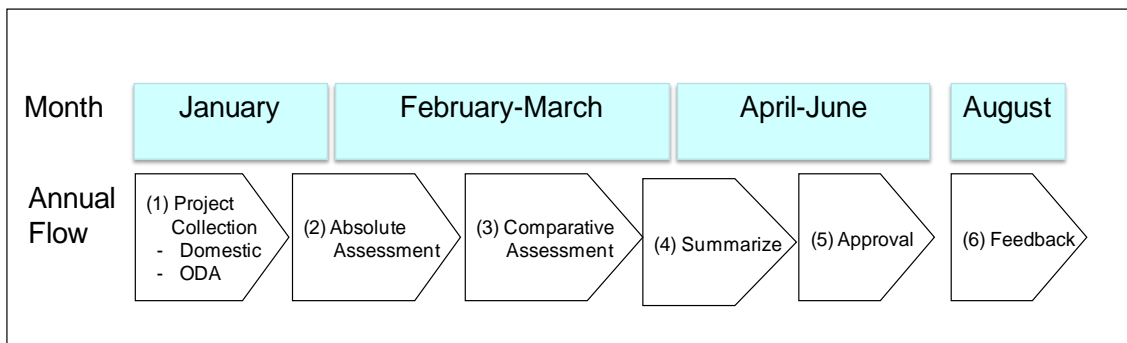 Month
January
February-March
April-June
August
Annual
Flow
(1) Project
Collection
- Domestic
- ODA
(2) Absolute
Assessment
(3) Comparative
Assessment
(4) Summarize
(5) Approval
(6) Feedback